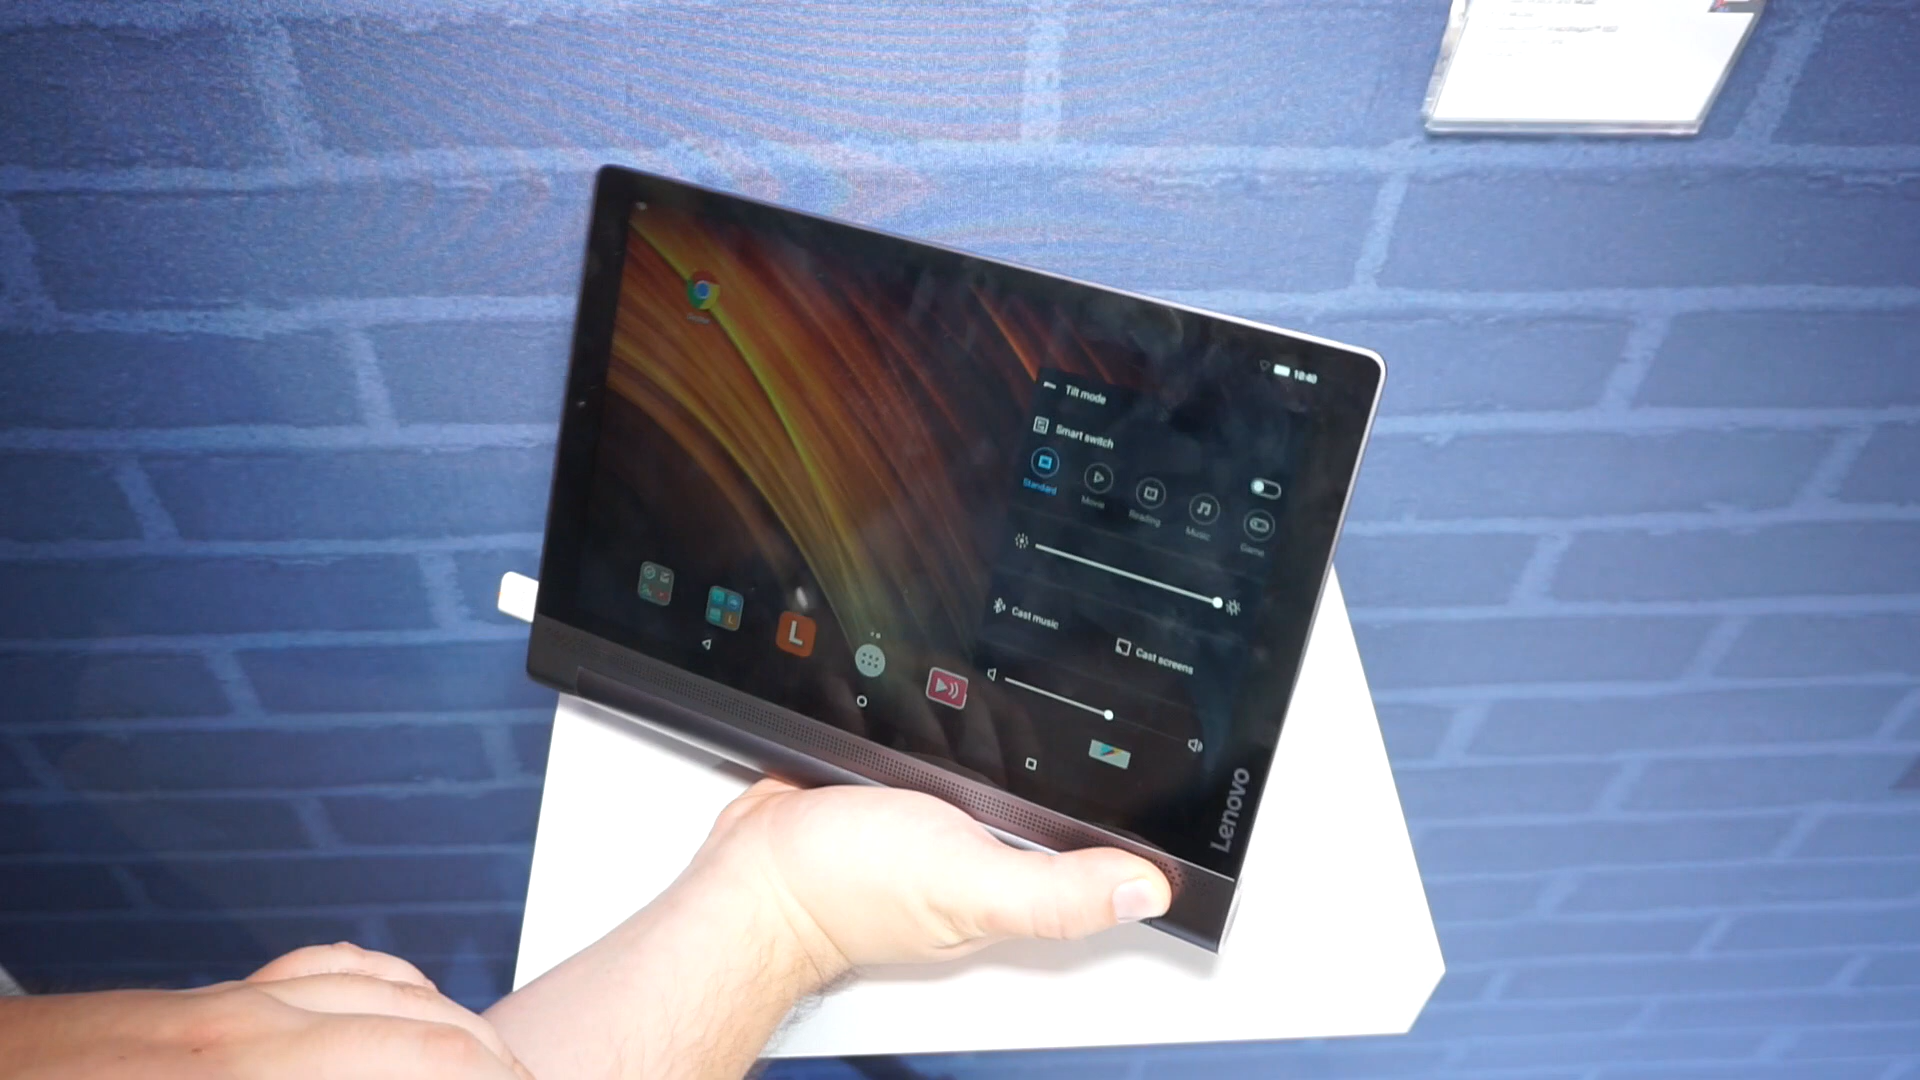 10:40
Tilt mode
Smart switch
Standard
Movie
Reading
Music
Game
Cast music
Cast screens
L
Lenovo